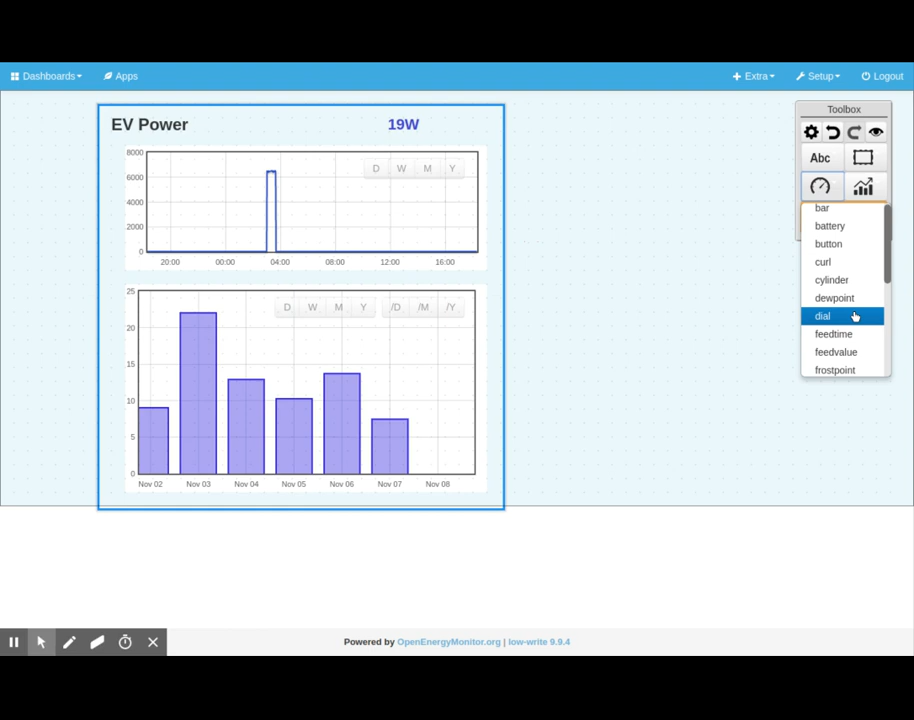 Dashboards Apps Extra Setup Logout
EV Power 19W
Toolbox
Abc
8000
6000
4000
2000
0
D W M Y
20:00 00:00 04:00 08:00 12:00 16:00
25
20
15
10
5
0
D W M Y /D /M /Y
Nov 02 Nov 03 Nov 04 Nov 05 Nov 06 Nov 07 Nov 08
bar
battery
button
curl
cylinder
dewpoint
dial
feedtime
feedvalue
frostpoint
Powered by OpenEnergyMonitor.org | low-write 9.9.4